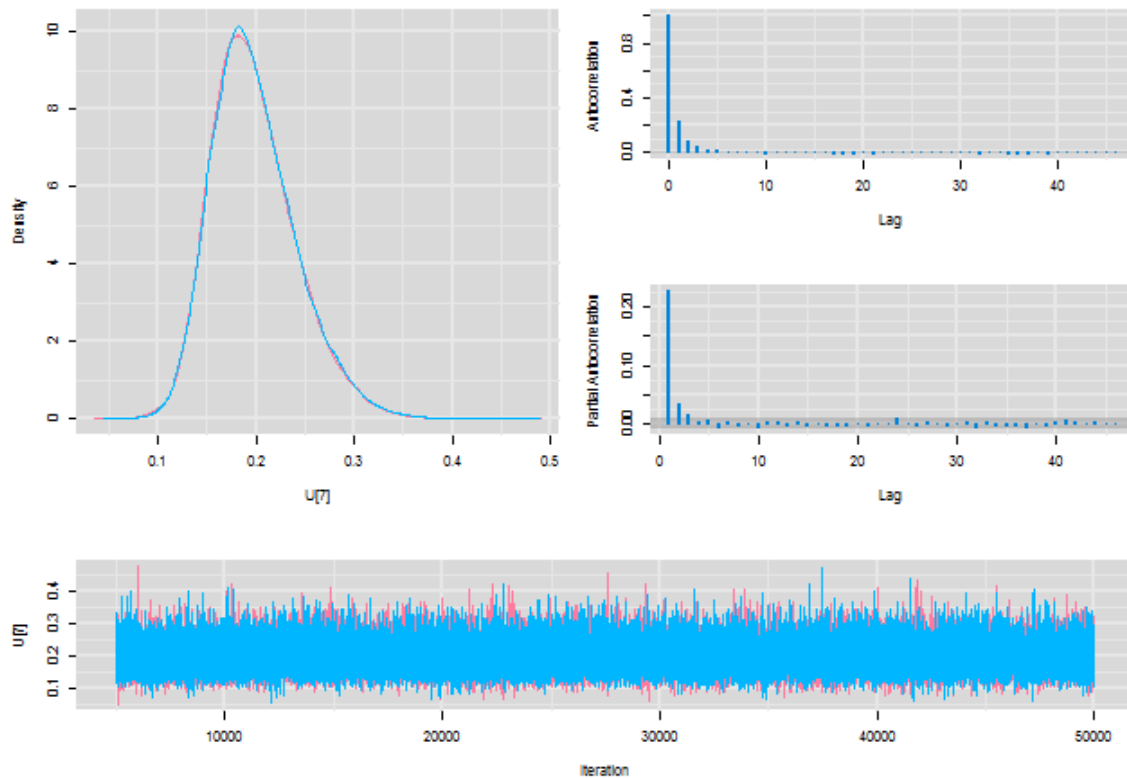 Density
0 2 4 6 8 10
0.1 0.2 0.3 0.4 0.5
U[7]
Autocorrelation
0.0 0.4 0.8
0 10 20 30 40
Lag
Partial Autocorrelation
0.00 0.10 0.20
0 10 20 30 40
Lag
U[7]
0.1 0.2 0.3 0.4
10000 20000 30000 40000 50000
Iteration